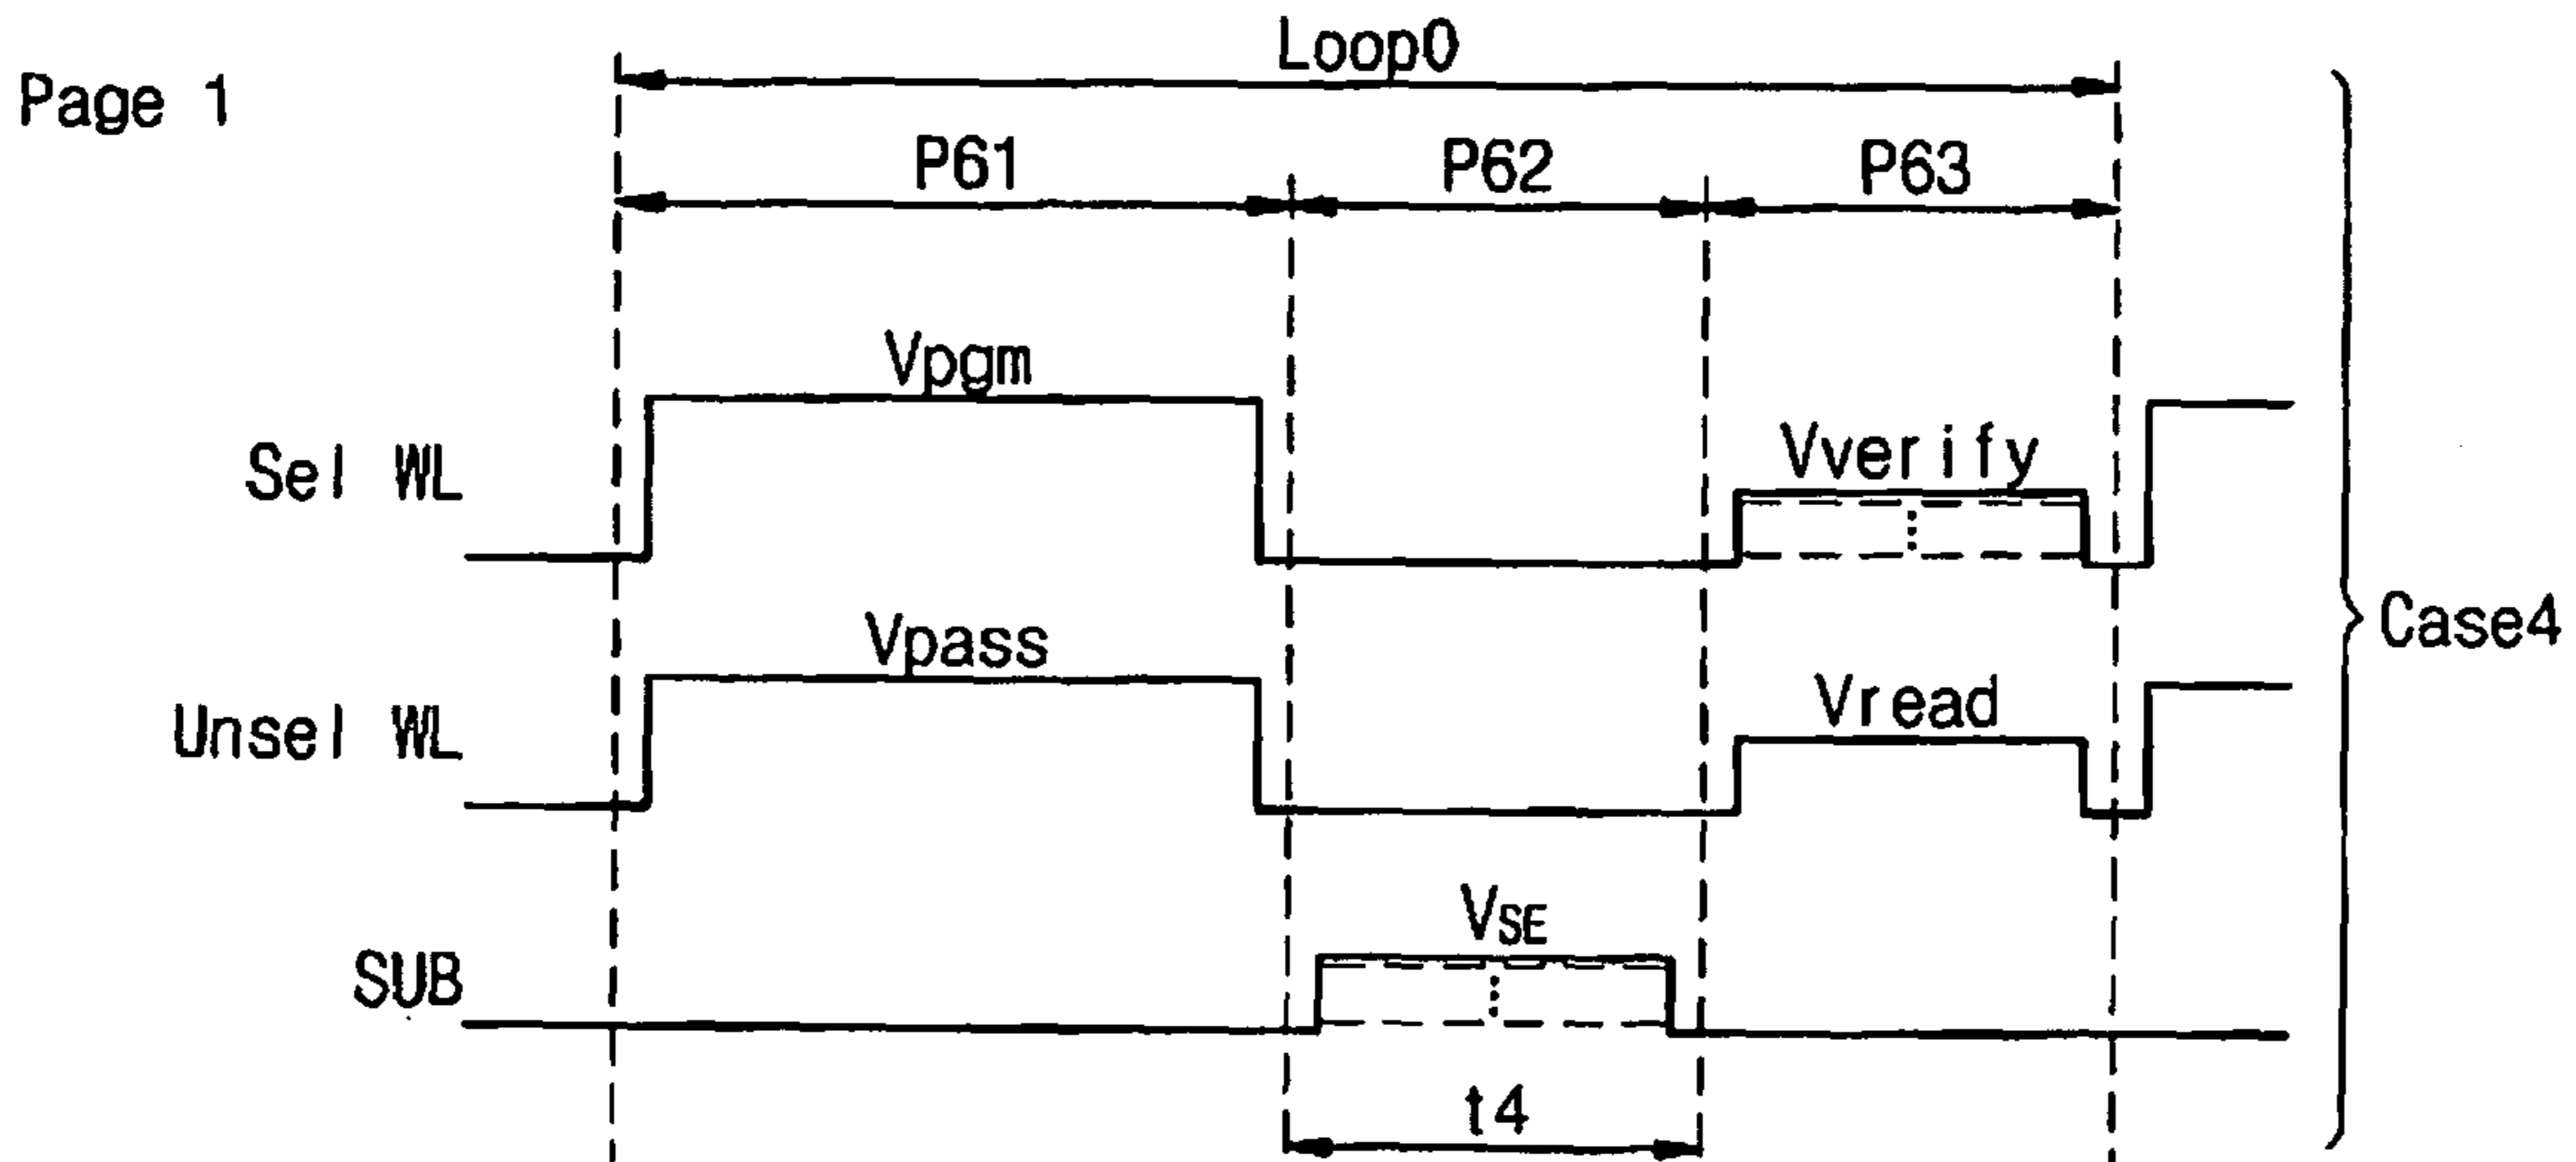 Loop0
Page 1
P61 P62 P63
Vpgm
Sel WL
Vverify
Vpass
Case4
Unsel WL
Vread
VSE
SUB
t4